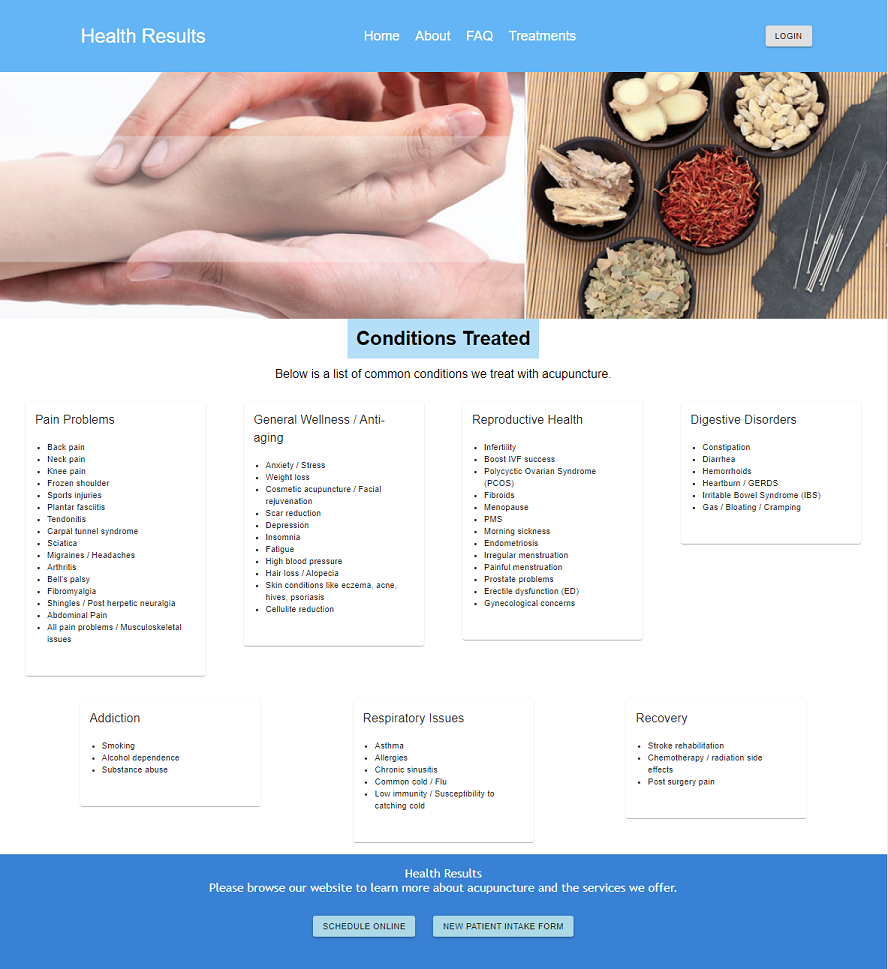 Health Results
Home About FAQ Treatments
LOGIN
Conditions Treated
Below is a list of common conditions we treat with acupuncture.
Pain Problems
Back pain
Neck pain
Knee pain
Frozen shoulder
Sports injuries
Plantar fasciitis
Tendonitis
Carpal tunnel syndrome
Sciatica
Migraines / Headaches
Arthritis
Bell's palsy
Fibromyalgia
Shingles / Post herpetic neuralgia
Abdominal Pain
All pain problems / Musculoskeletal
issues
General Wellness / Anti-
aging
Anxiety / Stress
Weight loss
Cosmetic acupuncture / Facial
rejuvenation
Scar reduction
Depression
Insomnia
Fatigue
High blood pressure
Hair loss / Alopecia
Skin conditions like eczema, acne,
hives, psoriasis
Cellulite reduction
Reproductive Health
Infertility
Boost IVF success
Polycyctic Ovarian Syndrome
(PCOS)
Fibroids
Menopause
PMS
Morning sickness
Endometriosis
Irregular menstruation
Painful menstruation
Prostate problems
Erectile dysfunction (ED)
Gynecological concerns
Digestive Disorders
Constipation
Diarrhea
Hemorrhoids
Heartburn / GERDS
Irritable Bowel Syndrome (IBS)
Gas / Bloating / Cramping
Addiction
Smoking
Alcohol dependence
Substance abuse
Respiratory Issues
Asthma
Allergies
Chronic sinusitis
Common cold / Flu
Low immunity / Susceptibility to
catching cold
Recovery
Stroke rehabilitation
Chemotherapy / radiation side
effects
Post surgery pain
Health Results
Please browse our website to learn more about acupuncture and the services we offer.
SCHEDULE ONLINE
NEW PATIENT INTAKE FORM